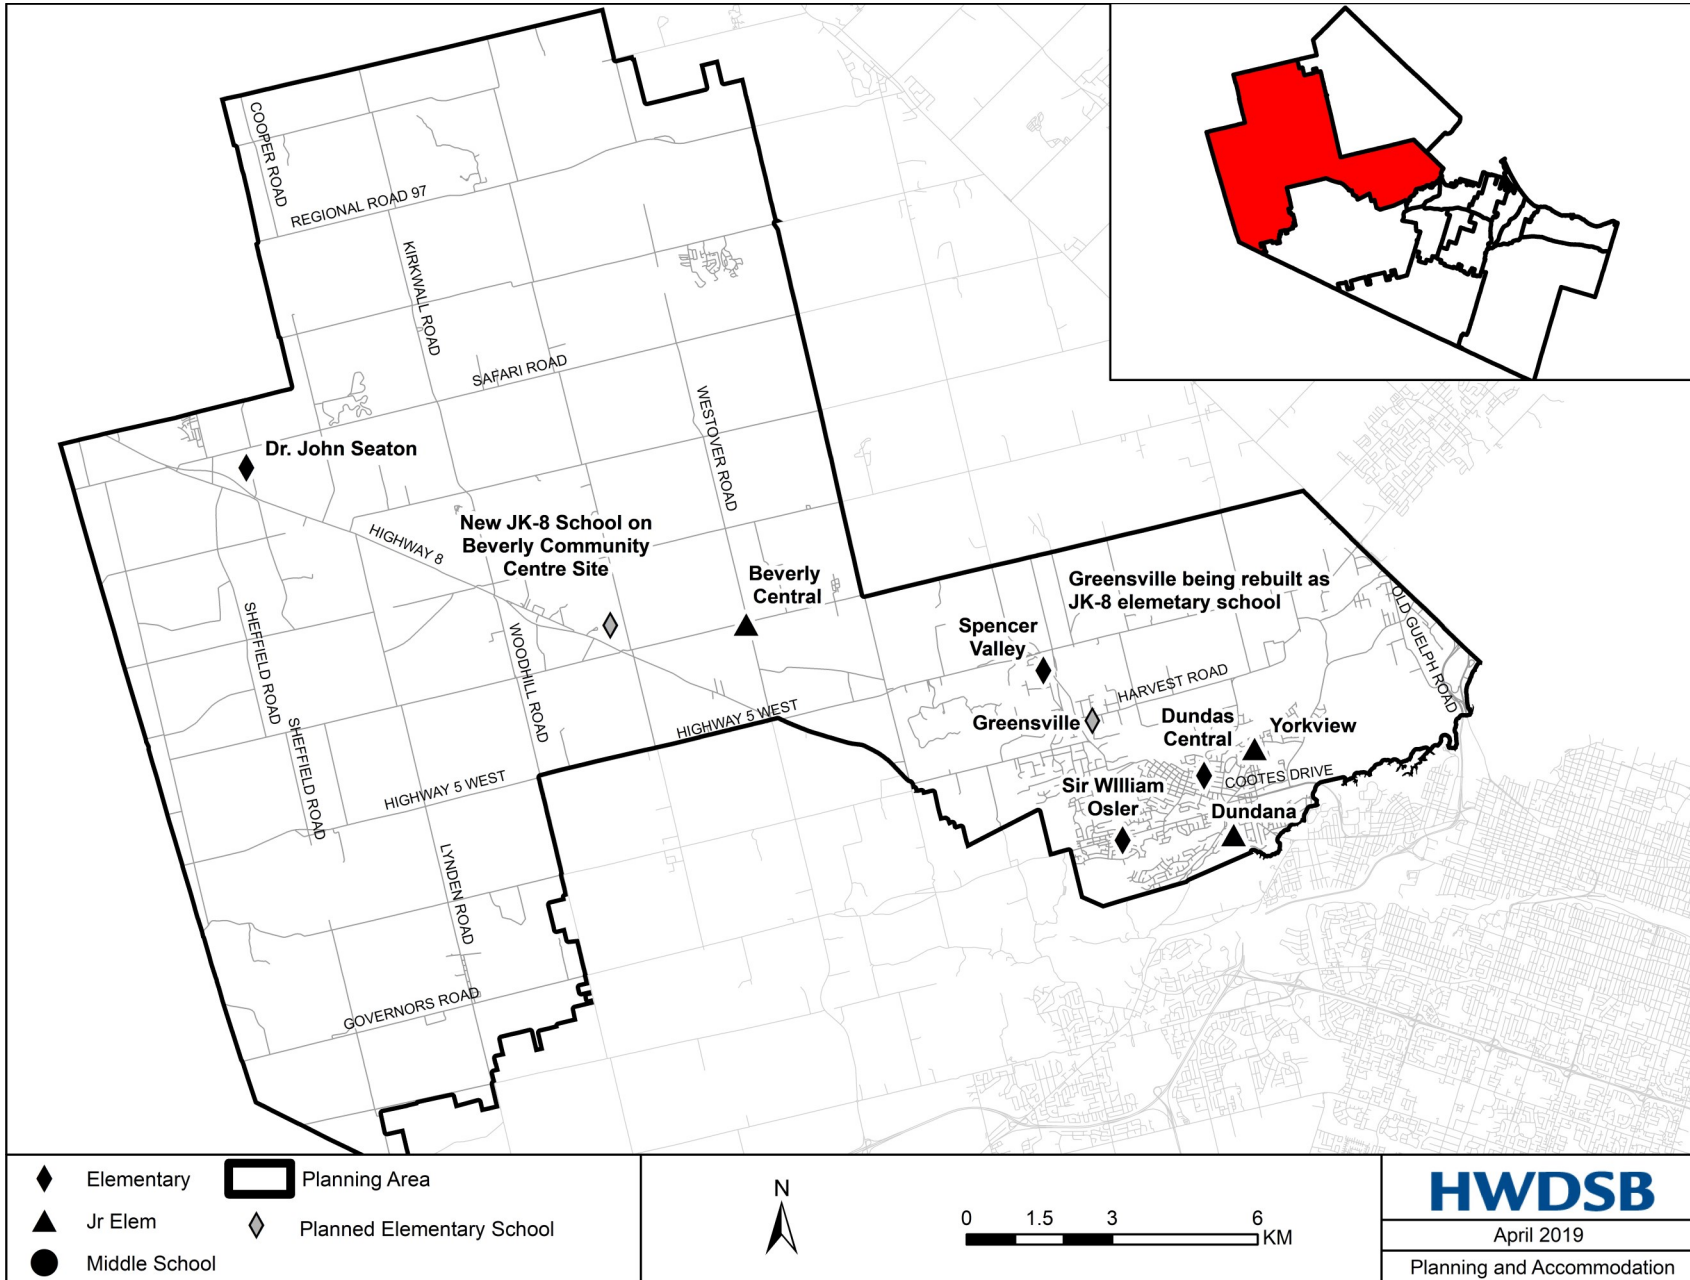 COOPER ROAD
REGIONAL ROAD 97
KIRKWALL ROAD
SAFARI ROAD
WESTOVER ROAD
Dr. John Seaton
HIGHWAY 8
New JK-8 School on
Beverly Community
Centre Site
Beverly
Central
Greensville being rebuilt as
JK-8 elemetary school
OLD GUELPH ROAD
SHEFFIELD ROAD
WOODHILL ROAD
Spencer
Valley
HARVEST ROAD
Greensville
Dundas
Central
Yorkview
SHEFFIELD ROAD
HIGHWAY 5 WEST
HIGHWAY 5 WEST
Sir WIlliam
Osler
COOTES DRIVE
Dundana
LYNDEN ROAD
GOVERNORS ROAD
Elementary
Planning Area
Jr Elem
Planned Elementary School
Middle School
N
0 1.5 3 6
KM
HWDSB
April 2019
Planning and Accommodation